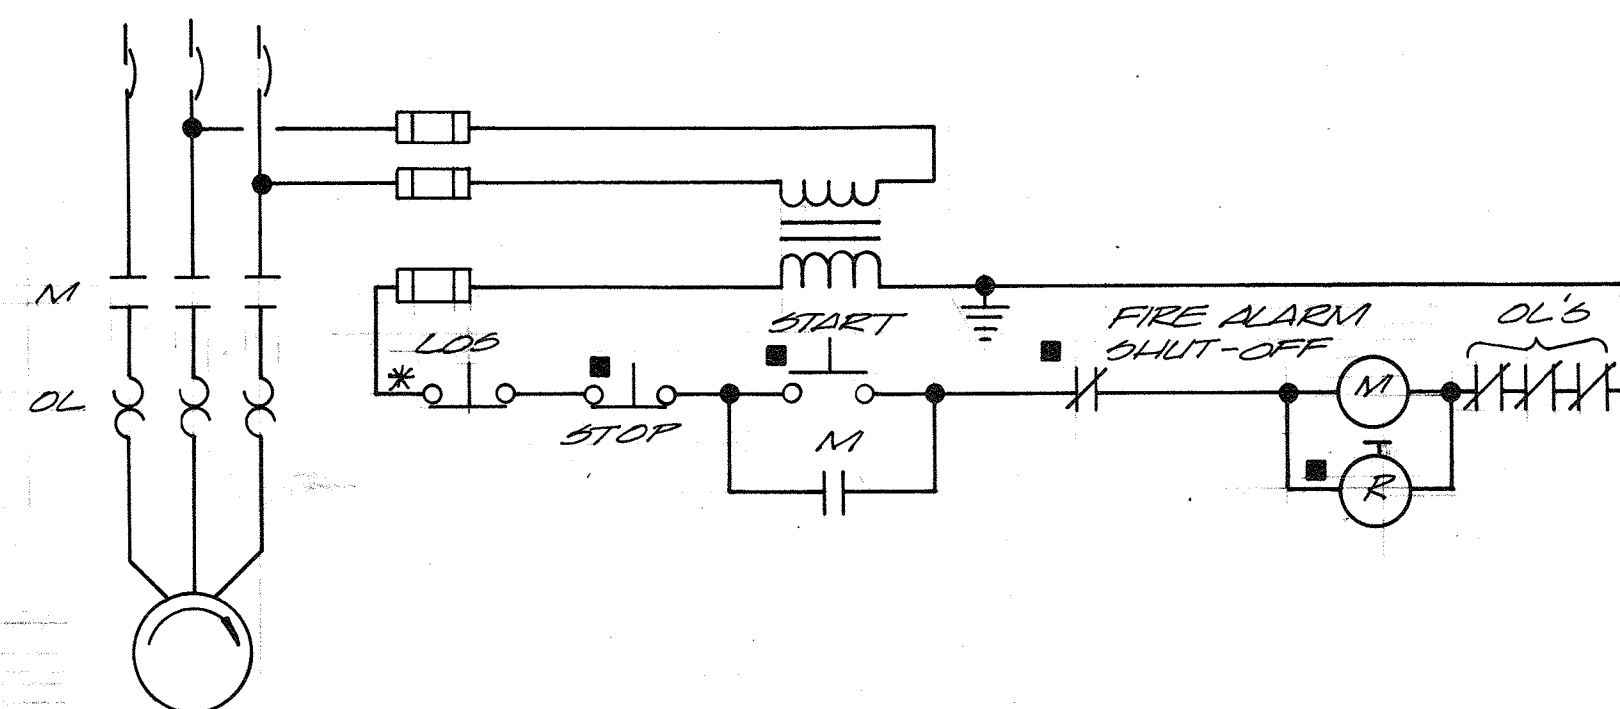 M
OL
LOS
*
STOP
START
M
FIRE ALARM
SHUT-OFF
M
R
OL'S